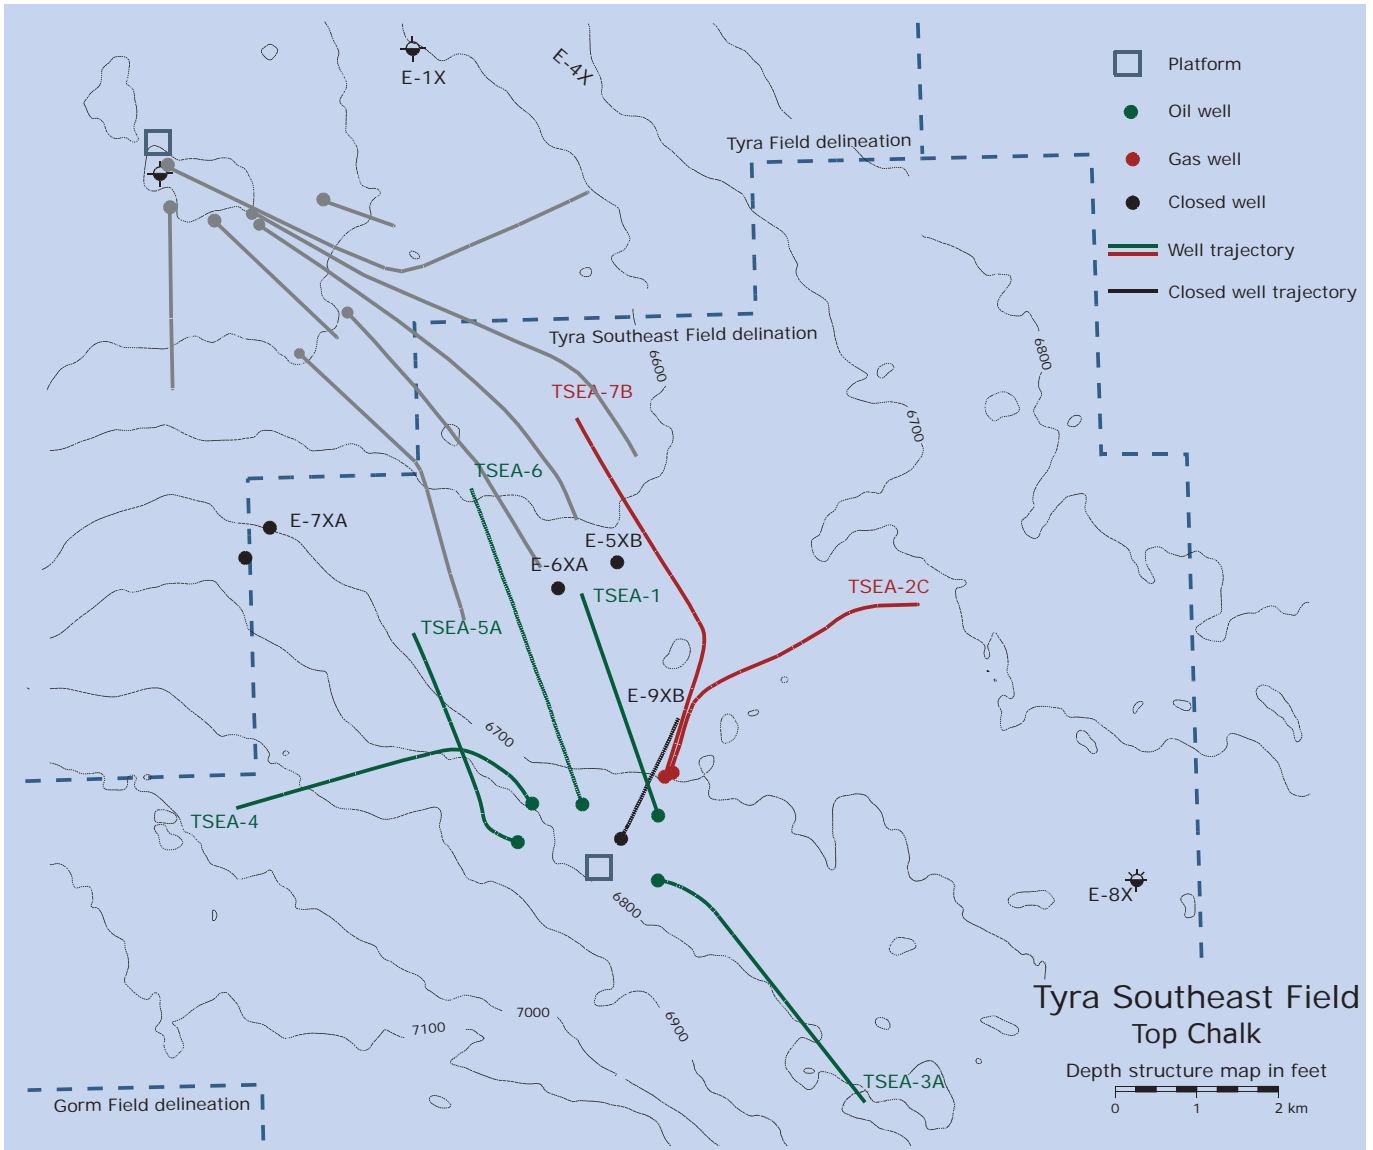 E-1X
E-4X
Platform
Oil well
Gas well
Closed well
Well trajectory
Closed well trajectory
Tyra Field delineation
Tyra Southeast Field delination
6600
6800
6700
TSEA-7B
TSEA-6
E-7XA
E-5XB
E-6XA
TSEA-1
TSEA-2C
TSEA-5A
E-9XB
6700
TSEA-4
E-8X
6800
6900
7000
7100
TSEA-3A
Gorm Field delineation
Tyra Southeast Field
Top Chalk
Depth structure map in feet
0 1 2 km